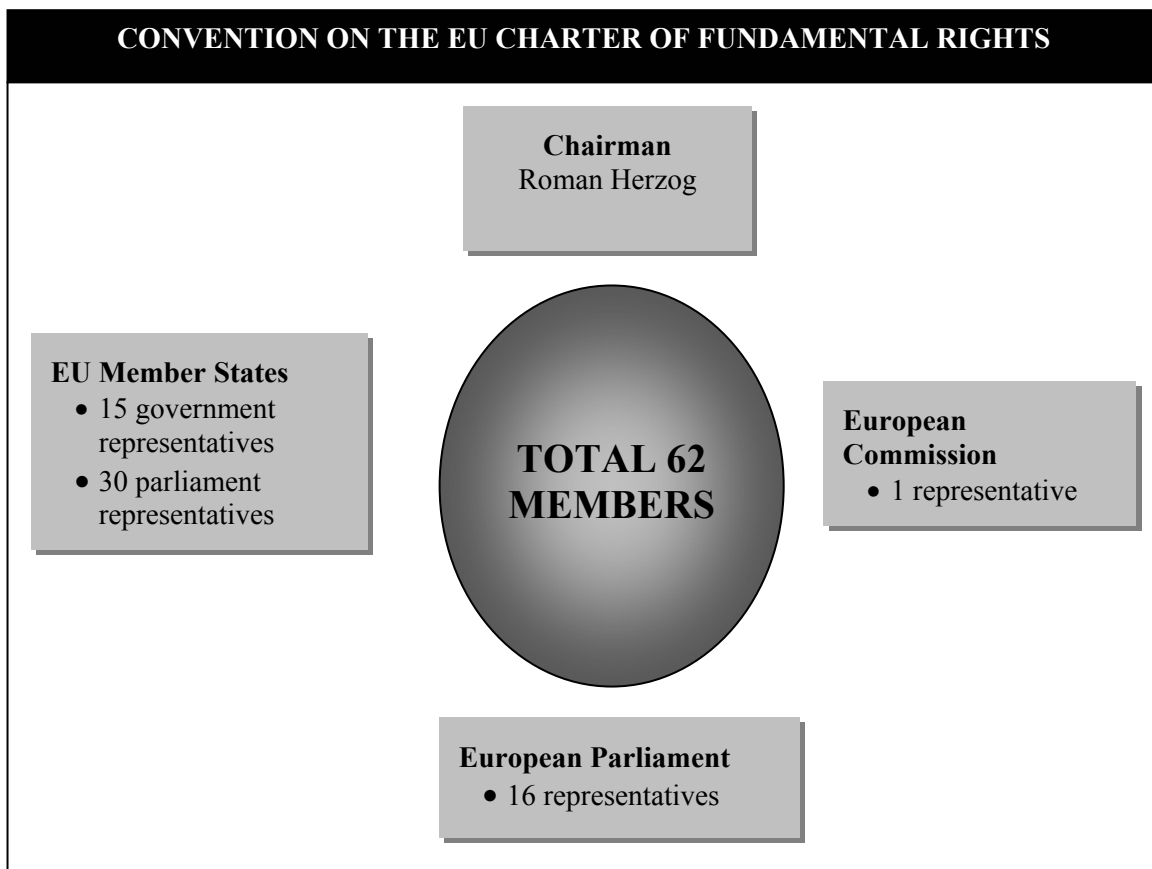 CONVENTION ON THE EU CHARTER OF FUNDAMENTAL RIGHTS
Chairman
Roman Herzog
EU Member States
• 15 government
representatives
• 30 parliament
representatives
TOTAL 62
MEMBERS
European
Commission
• 1 representative
European Parliament
• 16 representatives